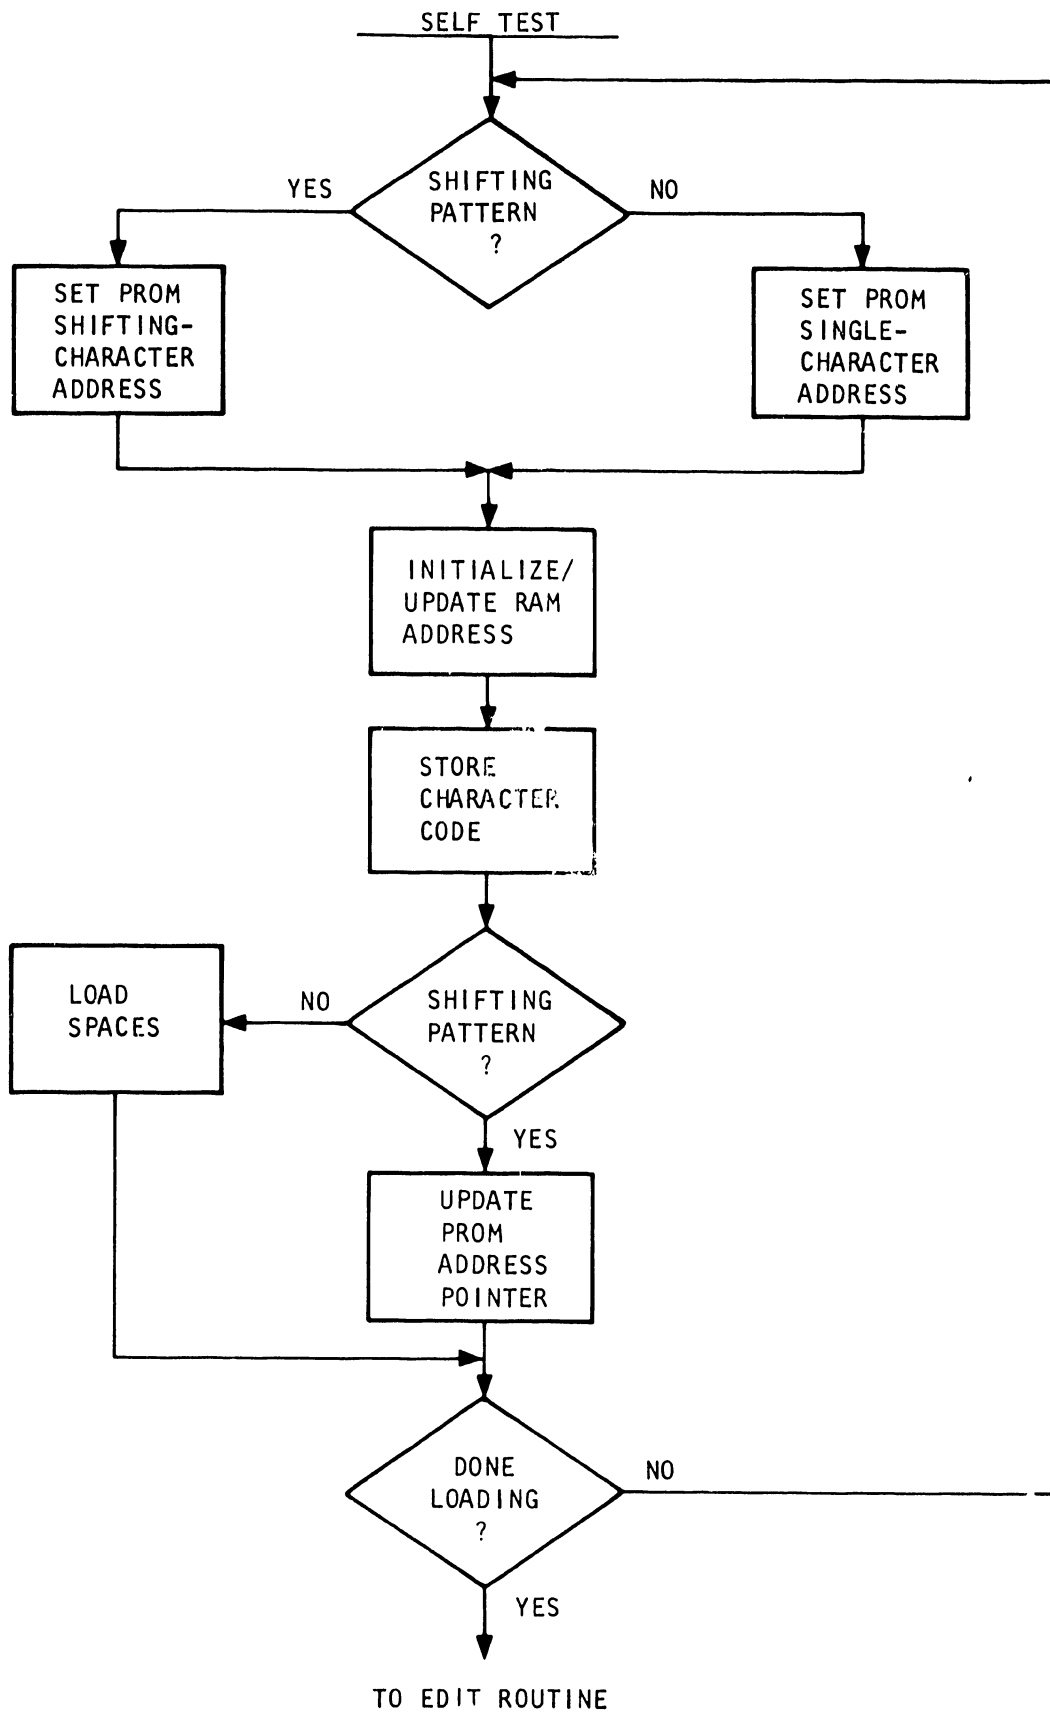 SELF TEST
YES
SHIFTING
PATTERN
?
NO
SET PROM
SHIFTING-
CHARACTER
ADDRESS
SET PROM
SINGLE-
CHARACTER
ADDRESS
INITIALIZE/
UPDATE RAM
ADDRESS
STORE
CHARACTER
CODE
LOAD
SPACES
NO
SHIFTING
PATTERN
?
YES
UPDATE
PROM
ADDRESS
POINTER
DONE
LOADING
?
NO
YES
TO EDIT ROUTINE